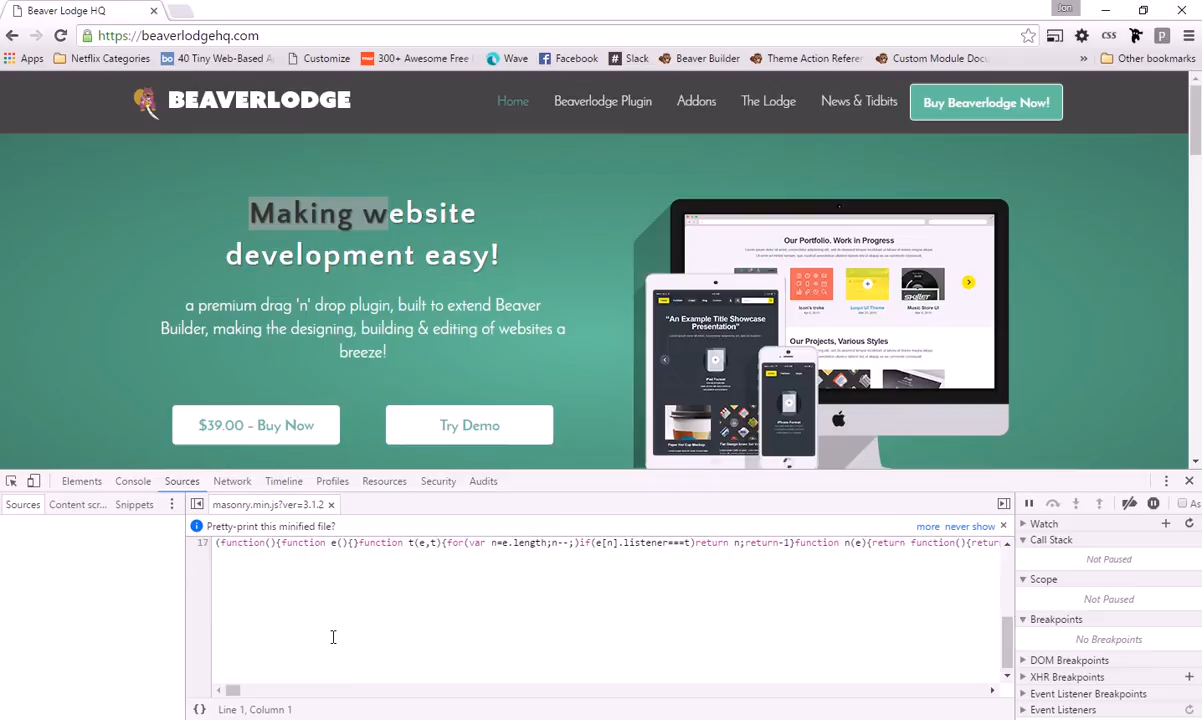 Beaver Lodge HQ
Jon
https://beaverlodgehq.com
CSS
Apps Netflix Categories 40 Tiny Web-Based A Customize 300+ Awesome Free Wave Facebook Slack Beaver Builder Theme Action Referer Custom Module Docu » Other bookmarks
BEAVERLODGE Home Beaverlodge Plugin Addons The Lodge News & Tidbits Buy Beaverlodge Now!
Making website
development easy!
a premium drag 'n' drop plugin, built to extend Beaver
Builder, making the designing, building & editing of websites a
breeze!
$39.00 - Buy Now Try Demo
Our Portfolio. Work in Progress
Our Projects, Various Styles
"An Example Title Showcase
Presentation"
Elements Console Sources Network Timeline Profiles Resources Security Audits
Sources Content scr... Snippets masonry.min.js?ver=3.1.2
Pretty-print this minified file? more never show
17 (function(){function e(){}function t(e,t){for(var n=e.length;n--;)if(e[n].listener===t)return n;return-1}function n(e){return function(){retur
{} Line 1, Column 1
As
Watch
Call Stack
Not Paused
Scope
Not Paused
Breakpoints
No Breakpoints
DOM Breakpoints
XHR Breakpoints
Event Listener Breakpoints
Event Listeners